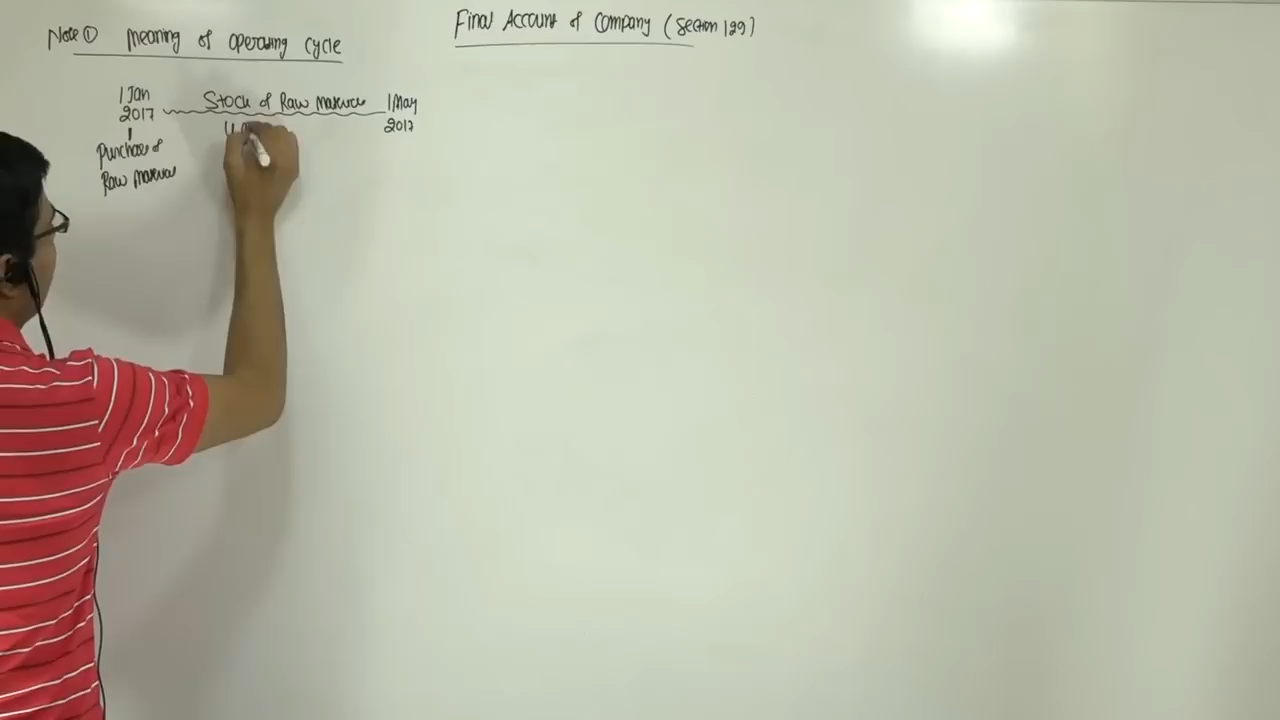 Final Account of Company (Section 129)
Note ① Meaning of Operating Cycle
1 Jan
2017
Stock of Raw Material
1 May
2017
Purchase of
Raw Material